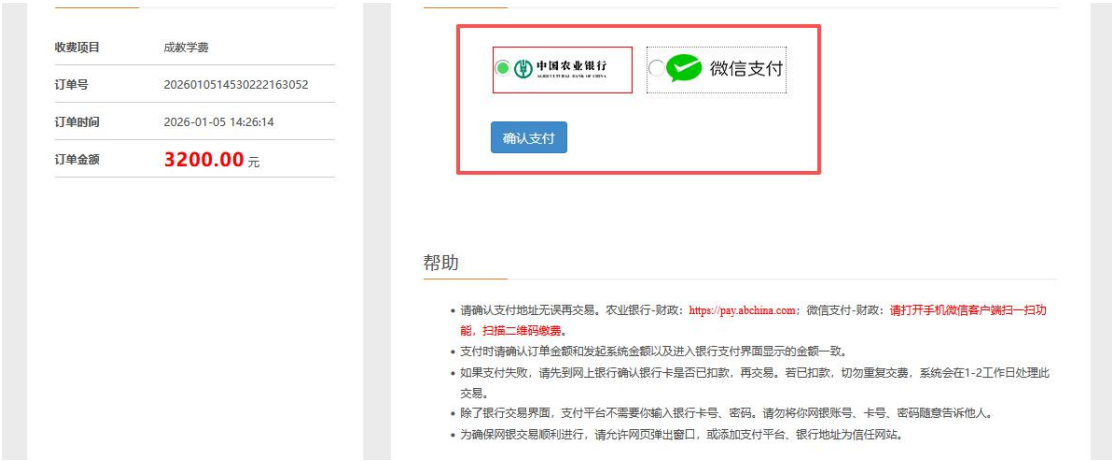 收费项目 成教学费
订单号 2026010514530222163052
订单时间 2026-01-05 14:26:14
订单金额 3200.00 元
中国农业银行
AGRICULTURAL BANK OF CHINA
微信支付
确认支付
帮助
• 请确认支付地址无误再交易。农业银行-财政：https://pay.abchina.com；微信支付-财政：请打开手机微信客户端扫一扫功
能，扫描二维码缴费。
• 支付时请确认订单金额和发起系统金额以及进入银行支付界面显示的金额一致。
• 如果支付失败，请先到网上银行确认银行卡是否已扣款，再交易。若已扣款，切勿重复交费，系统会在1-2工作日处理此
交易。
• 除了银行交易界面，支付平台不需要你输入银行卡号、密码。请勿将你网银账号、卡号、密码随意告诉他人。
• 为确保网银交易顺利进行，请允许网页弹出窗口，或添加支付平台、银行地址为信任网站。